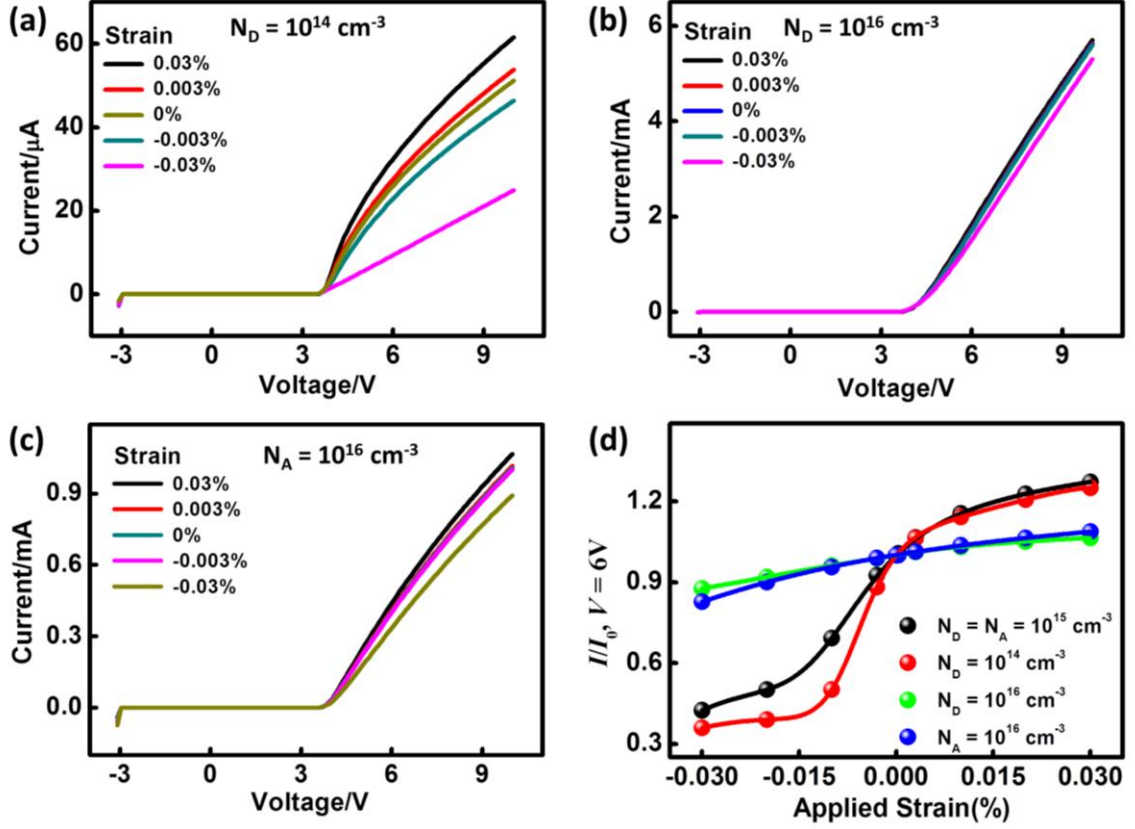 (a)
N_D = 10^14 cm^-3
Strain
0.03%
0.003%
0%
-0.003%
-0.03%
60
40
20
0
Current/μA
-3 0 3 6 9
Voltage/V
(b)
N_D = 10^16 cm^-3
Strain
0.03%
0.003%
0%
-0.003%
-0.03%
6
4
2
0
Current/mA
-3 0 3 6 9
Voltage/V
(c)
Strain
N_A = 10^16 cm^-3
0.03%
0.003%
0%
-0.003%
-0.03%
0.9
0.6
0.3
0.0
Current/mA
-3 0 3 6 9
Voltage/V
(d)
1.2
0.9
0.6
0.3
I/I_0, V = 6V
N_D = N_A = 10^15 cm^-3
N_D = 10^14 cm^-3
N_D = 10^16 cm^-3
N_A = 10^16 cm^-3
-0.030 -0.015 0.000 0.015 0.030
Applied Strain(%)